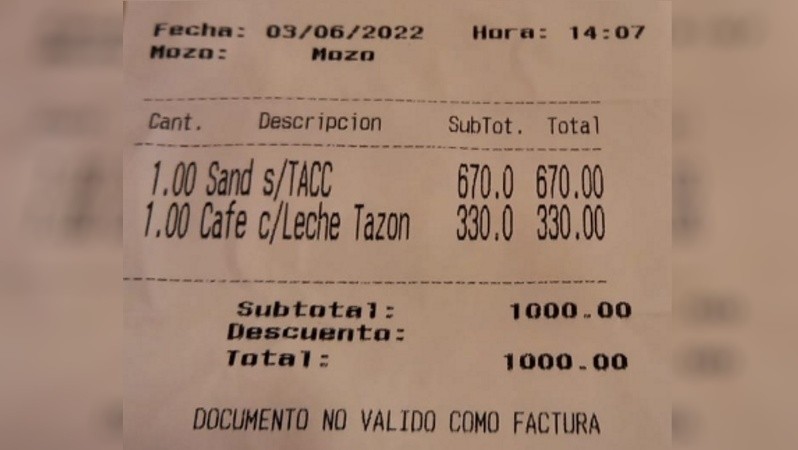 Fecha: 03/06/2022 Hora: 14:07
Mozo: Mozo
Cant. Descripcion SubTot. Total
1.00 Sand s/TACC 670.0 670.00
1.00 Cafe c/Leche Tazon 330.0 330.00
Subtotal: 1000.00
Descuento:
Total: 1000.00
DOCUMENTO NO VALIDO COMO FACTURA